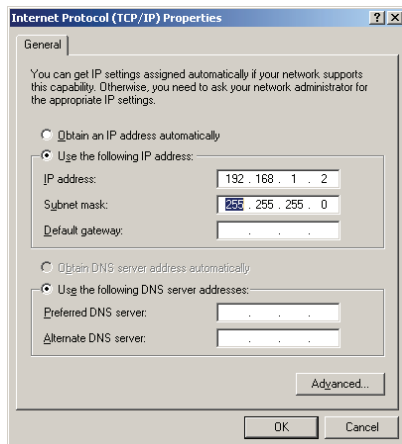 Internet Protocol (TCP/IP) Properties
General
You can get IP settings assigned automatically if your network supports
this capability. Otherwise, you need to ask your network administrator for
the appropriate IP settings.
Obtain an IP address automatically
Use the following IP address:
IP address: 192 . 168 . 1 . 2
Subnet mask: 255 . 255 . 255 . 0
Default gateway: . . .
Obtain DNS server address automatically
Use the following DNS server addresses:
Preferred DNS server: . . .
Alternate DNS server: . . .
Advanced...
OK Cancel